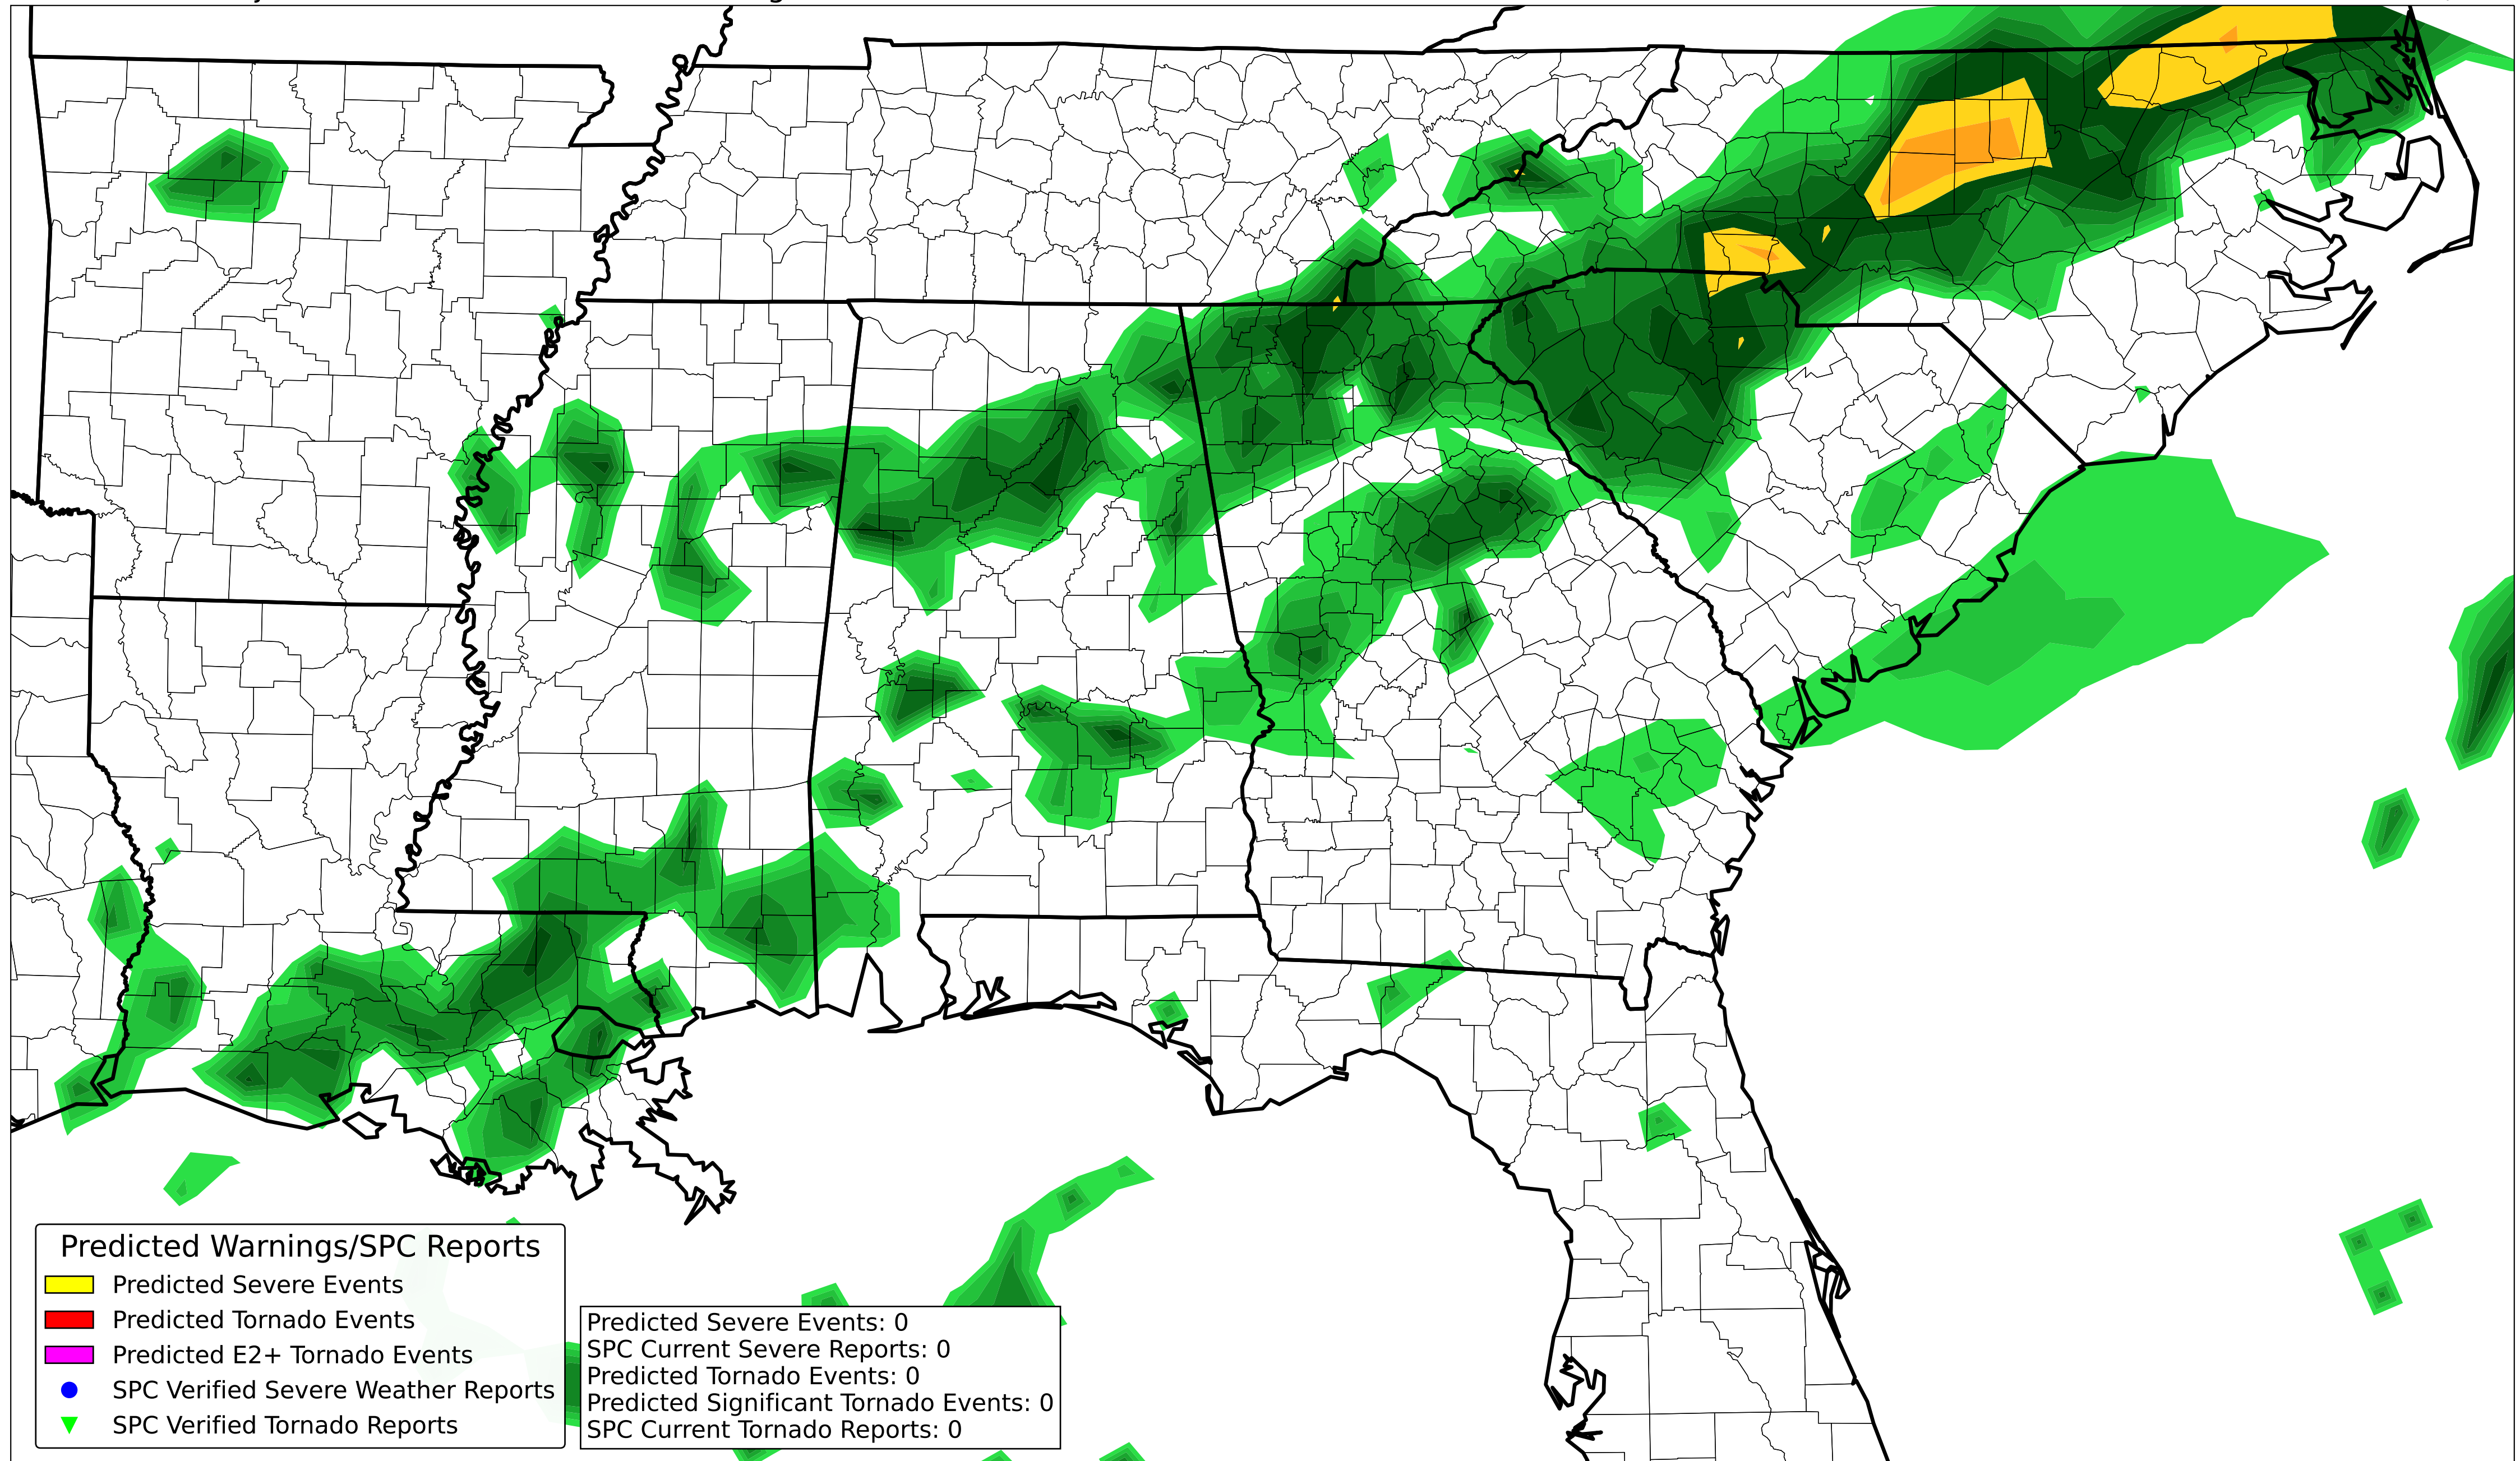 Predicted Warnings/SPC Reports
Predicted Severe Events
Predicted Tornado Events
Predicted E2+ Tornado Events
SPC Verified Severe Weather Reports
SPC Verified Tornado Reports
Predicted Severe Events: 0
SPC Current Severe Reports: 0
Predicted Tornado Events: 0
Predicted Significant Tornado Events: 0
SPC Current Tornado Reports: 0